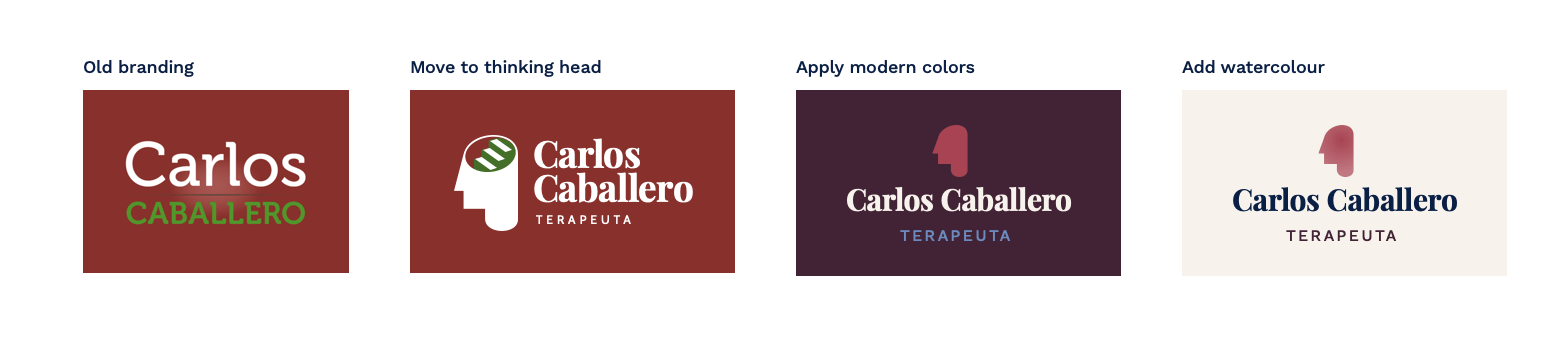 Old branding
Carlos
CABALLERO
Move to thinking head
Carlos
Caballero
TERAPEUTA
Apply modern colors
Carlos Caballero
TERAPEUTA
Add watercolour
Carlos Caballero
TERAPEUTA